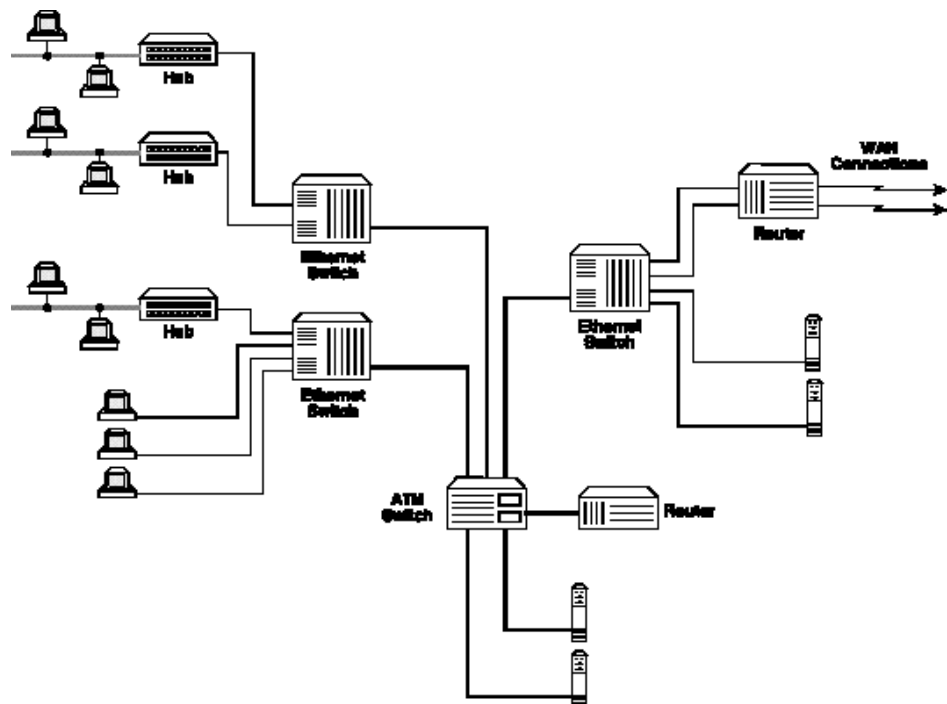 Hub
Hub
WAN
Connections
Router
Ethernet
Switch
Ethernet
Switch
Hub
Ethernet
Switch
ATM
Switch
Router